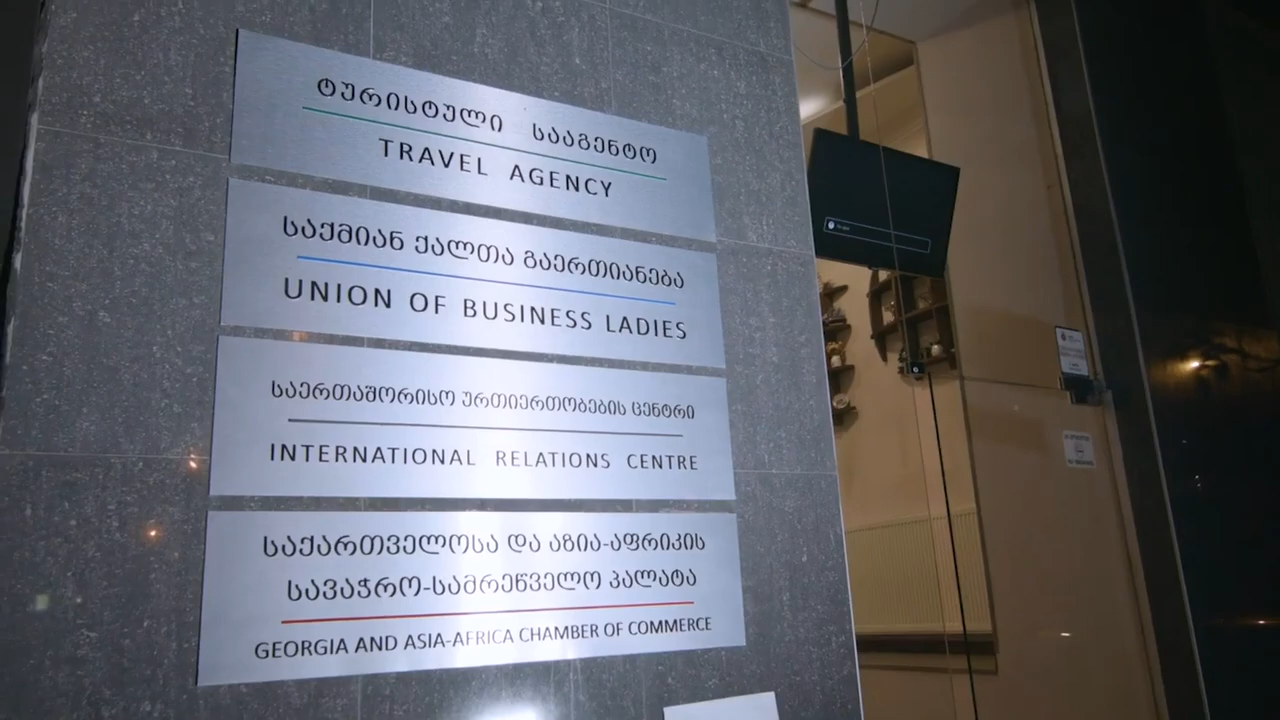 ტურისტული სააგენტო
TRAVEL AGENCY
საქმიან ქალთა გაერთიანება
UNION OF BUSINESS LADIES
საერთაშორისო ურთიერთობების ცენტრი
INTERNATIONAL RELATIONS CENTRE
საქართველოსა და აზია-აფრიკის
სავაჭრო-სამრეწველო პალატა
GEORGIA AND ASIA-AFRICA CHAMBER OF COMMERCE